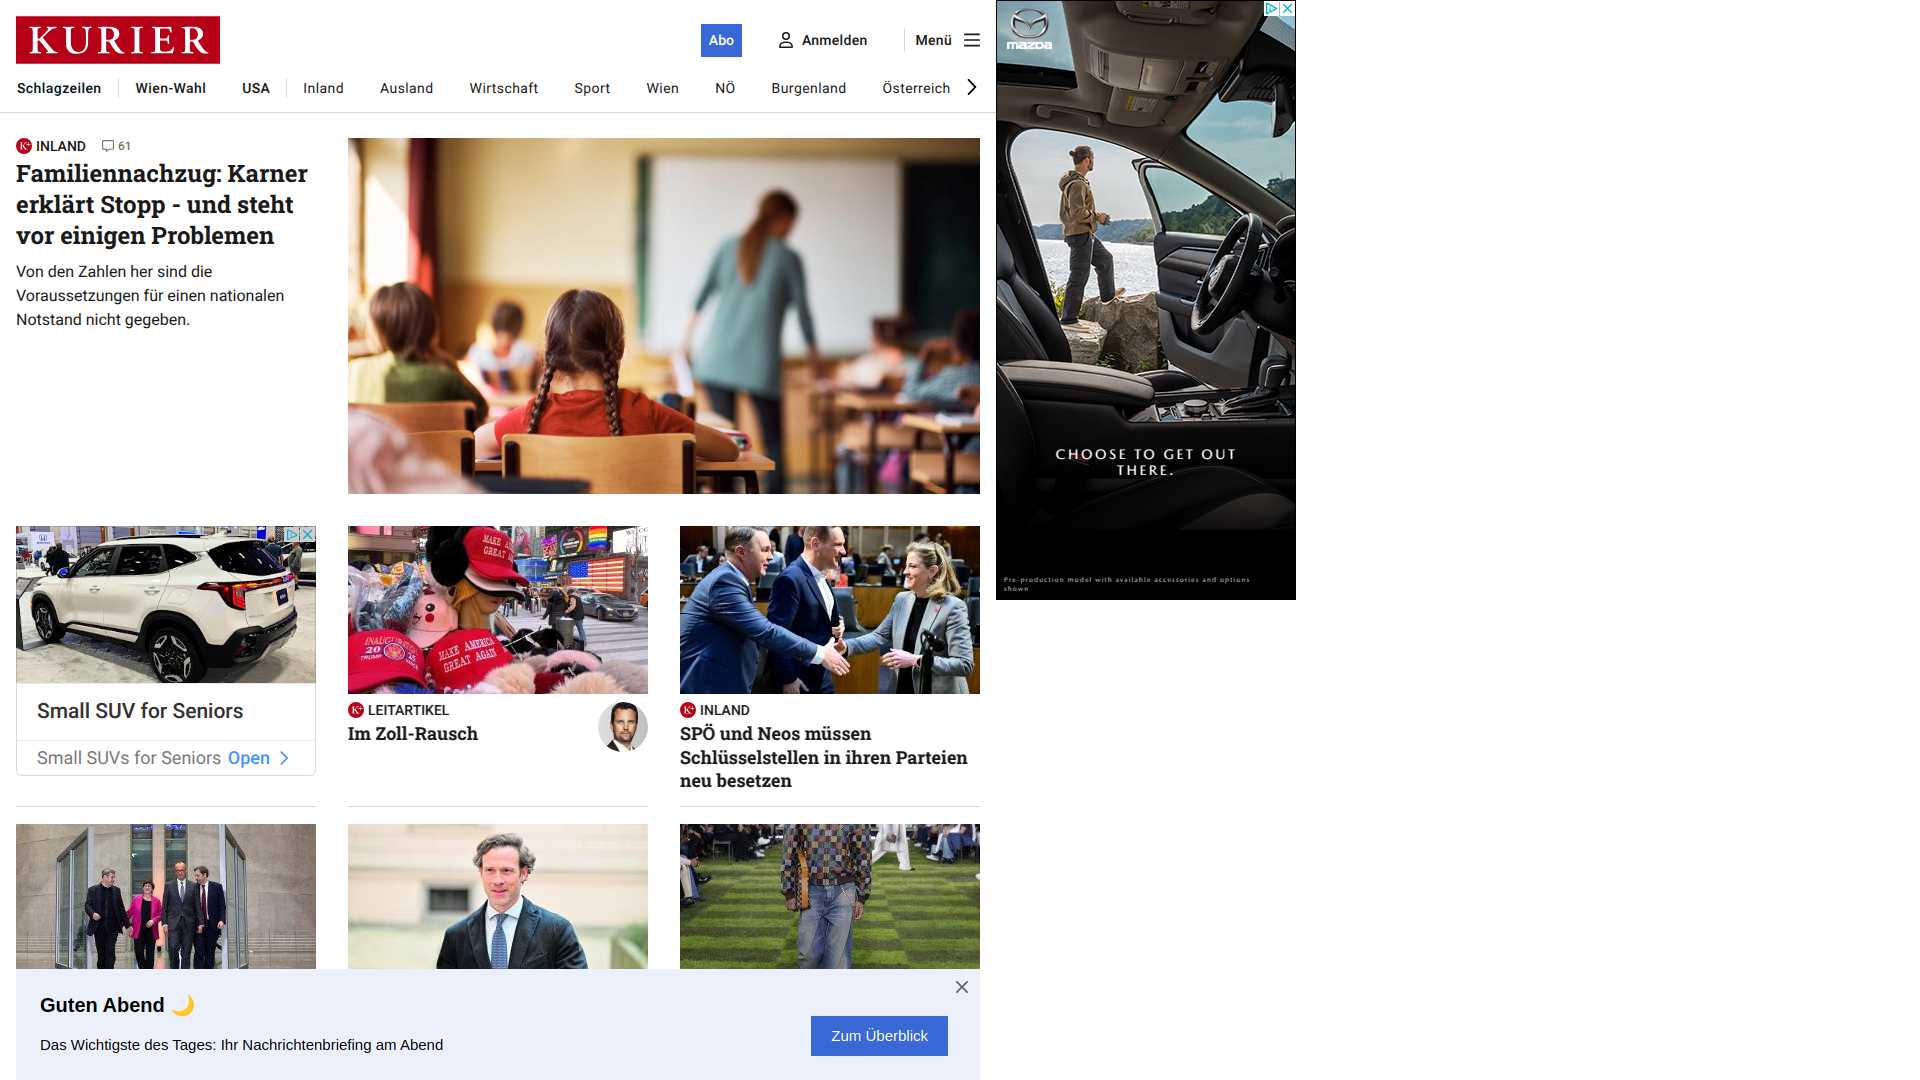 KURIER
Abo
Anmelden
Menü
Schlagzeilen
Wien-Wahl
USA
Inland
Ausland
Wirtschaft
Sport
Wien
NÖ
Burgenland
Österreich
K+ INLAND 61
Familiennachzug: Karner
erklärt Stopp - und steht
vor einigen Problemen
Von den Zahlen her sind die
Voraussetzungen für einen nationalen
Notstand nicht gegeben.
mazda
CHOOSE TO GET OUT
THERE.
Pre-production model with available accessories and options
shown
Small SUV for Seniors
Small SUVs for Seniors Open
MAKE AMERICA
GREAT AGAIN
K+ LEITARTIKEL
Im Zoll-Rausch
K+ INLAND
SPÖ und Neos müssen
Schlüsselstellen in ihren Parteien
neu besetzen
Guten Abend 🌙
Das Wichtigste des Tages: Ihr Nachrichtenbriefing am Abend
Zum Überblick